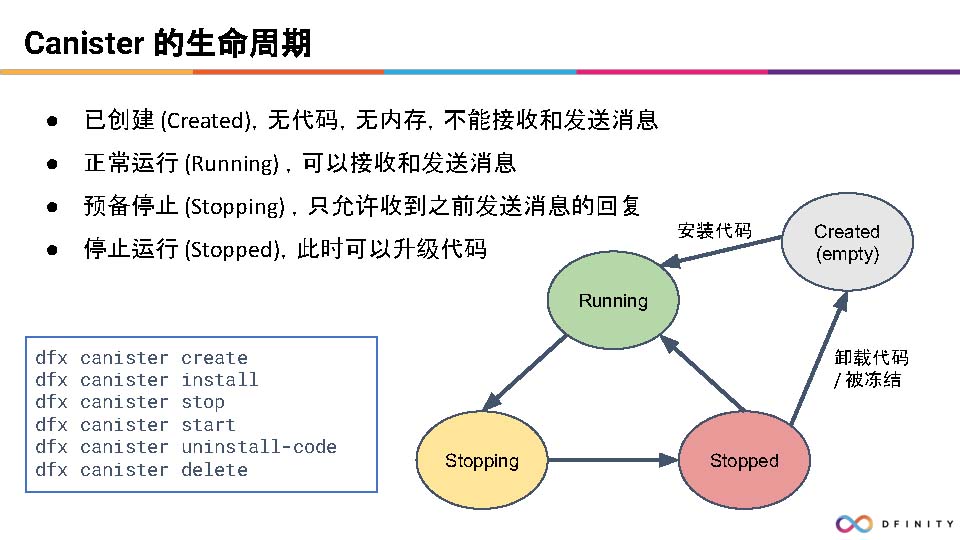 Canister 的生命周期
● 已创建 (Created)，无代码，无内存，不能接收和发送消息
● 正常运行 (Running) ，可以接收和发送消息
● 预备停止 (Stopping) ，只允许收到之前发送消息的回复
● 停止运行 (Stopped)，此时可以升级代码
安装代码
Created
(empty)
Running
dfx canister create
dfx canister install
dfx canister stop
dfx canister start
dfx canister uninstall-code
dfx canister delete
卸载代码
/ 被冻结
Stopping
Stopped
DFINITY